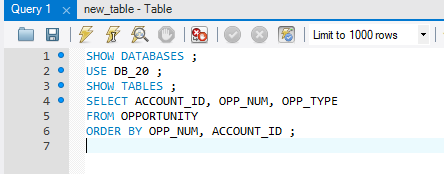 Query 1 × new_table - Table
Limit to 1000 rows
1 SHOW DATABASES ;
2 USE DB_20 ;
3 SHOW TABLES ;
4 SELECT ACCOUNT_ID, OPP_NUM, OPP_TYPE
5 FROM OPPORTUNITY
6 ORDER BY OPP_NUM, ACCOUNT_ID ;
7